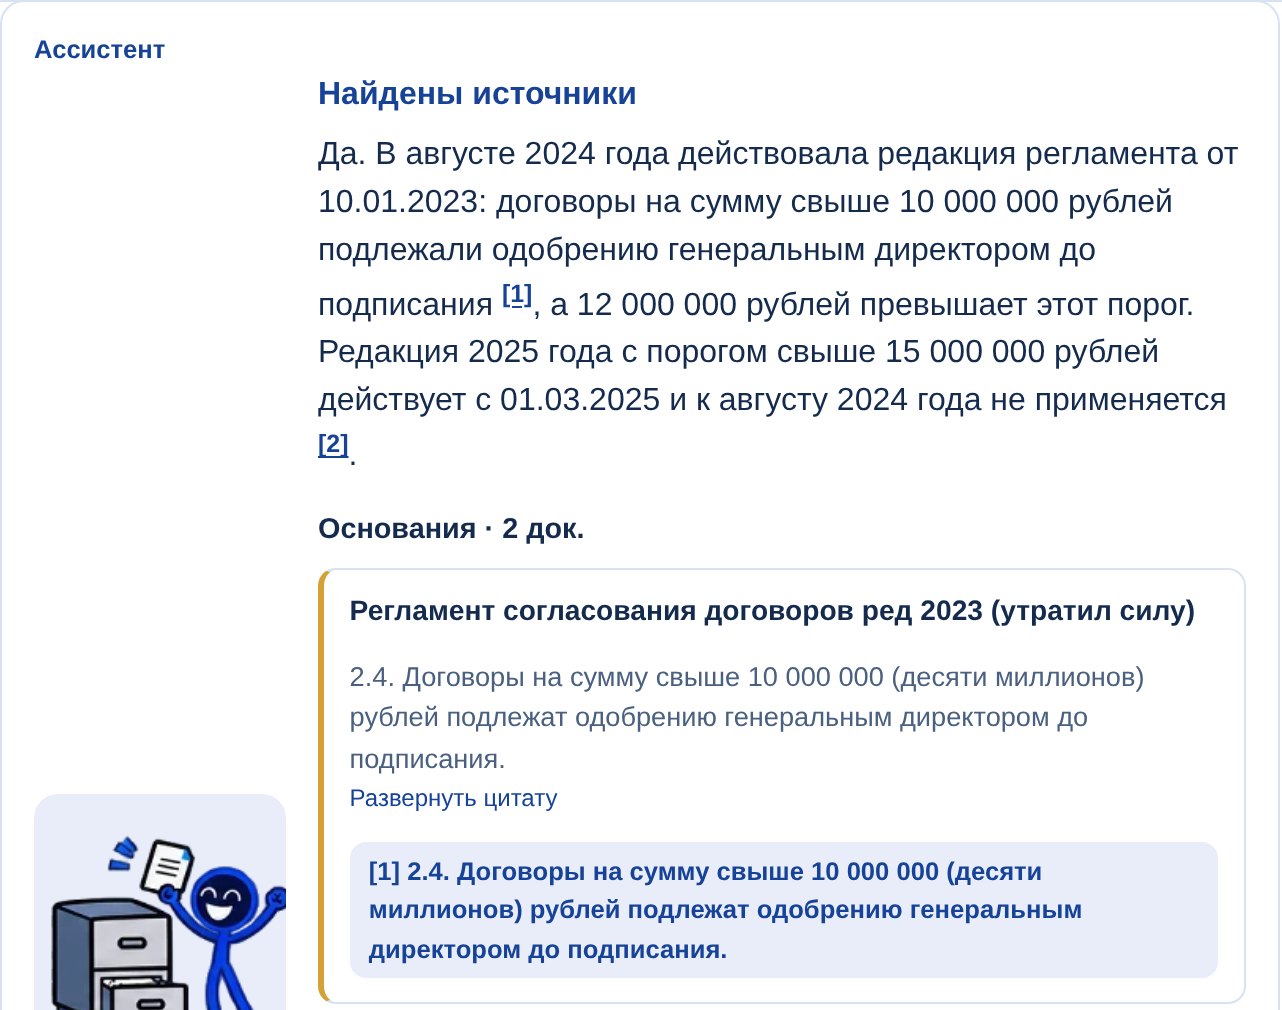 Ассистент
Найдены источники
Да. В августе 2024 года действовала редакция регламента от
10.01.2023: договоры на сумму свыше 10 000 000 рублей
подлежали одобрению генеральным директором до
подписания [1], а 12 000 000 рублей превышает этот порог.
Редакция 2025 года с порогом свыше 15 000 000 рублей
действует с 01.03.2025 и к августу 2024 года не применяется
[2].
Основания · 2 док.
Регламент согласования договоров ред 2023 (утратил силу)
2.4. Договоры на сумму свыше 10 000 000 (десяти миллионов)
рублей подлежат одобрению генеральным директором до
подписания.
Развернуть цитату
[1] 2.4. Договоры на сумму свыше 10 000 000 (десяти
миллионов) рублей подлежат одобрению генеральным
директором до подписания.